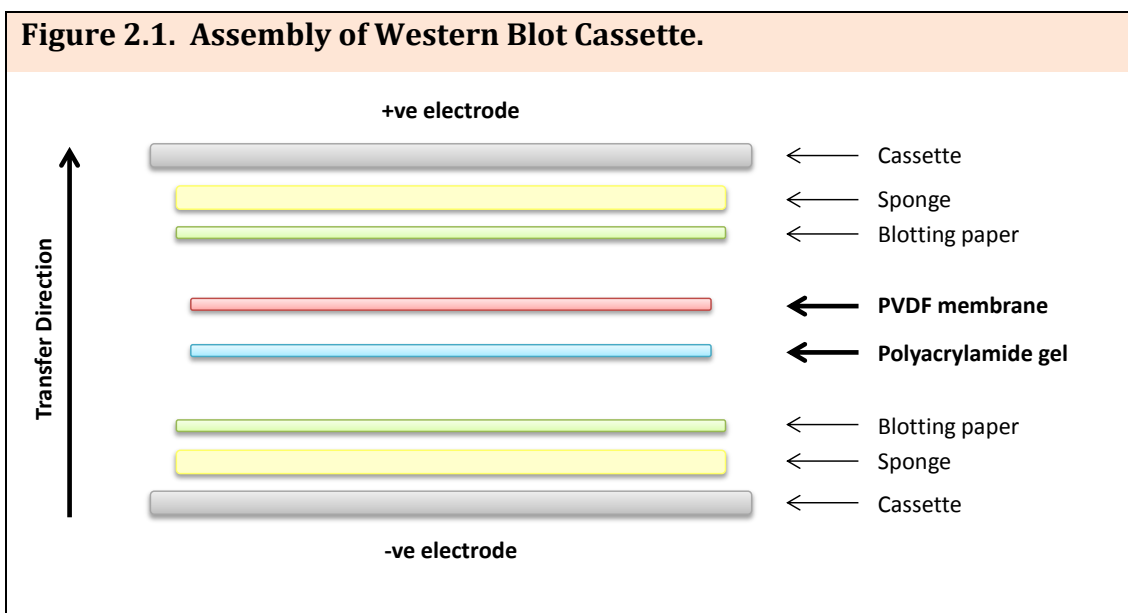 Figure 2.1. Assembly of Western Blot Cassette.
+ve electrode
Transfer Direction
Cassette
Sponge
Blotting paper
PVDF membrane
Polyacrylamide gel
Blotting paper
Sponge
Cassette
-ve electrode